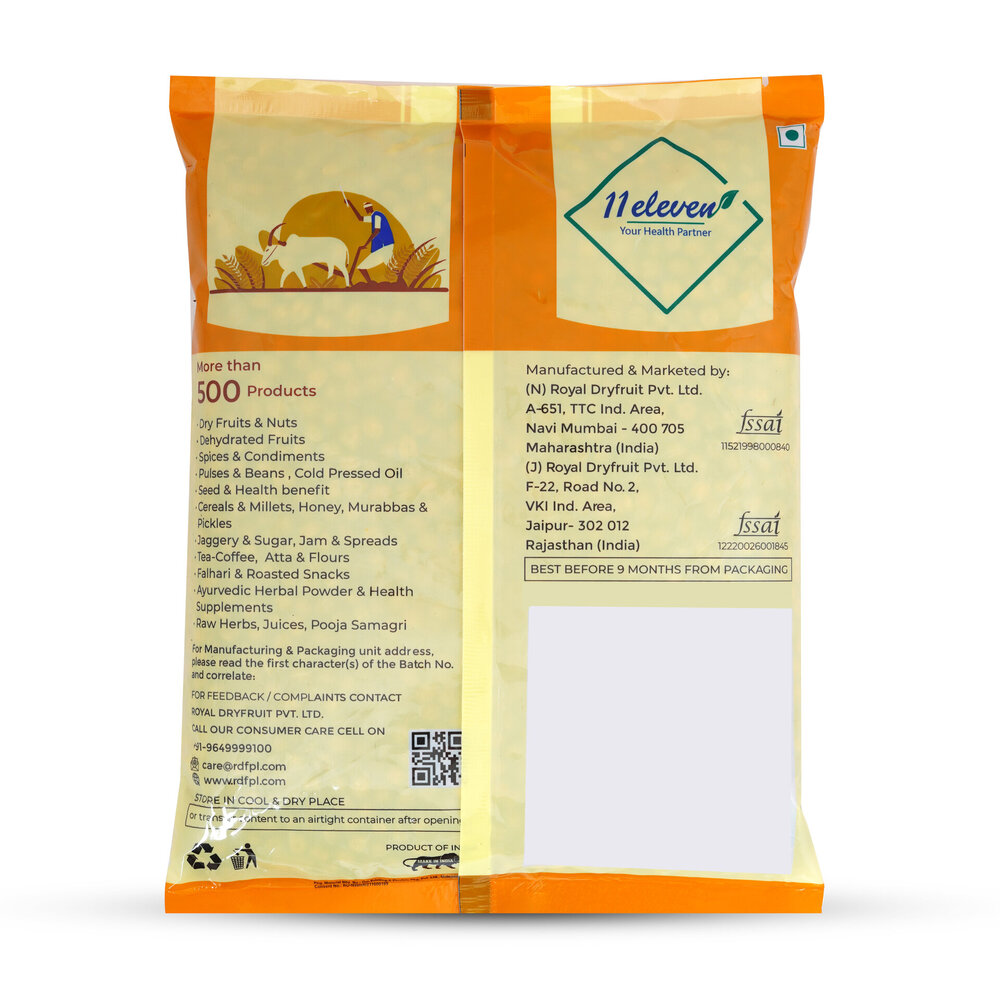 11 eleven
Your Health Partner
More than
500 Products
· Dry Fruits & Nuts
· Dehydrated Fruits
· Spices & Condiments
· Pulses & Beans , Cold Pressed Oil
· Seed & Health benefit
· Cereals & Millets, Honey, Murabbas &
Pickles
· Jaggery & Sugar, Jam & Spreads
· Tea-Coffee, Atta & Flours
· Falhari & Roasted Snacks
· Ayurvedic Herbal Powder & Health
Supplements
· Raw Herbs, Juices, Pooja Samagri
For Manufacturing & Packaging unit address,
please read the first character(s) of the Batch No.
and correlate:
FOR FEEDBACK / COMPLAINTS CONTACT
ROYAL DRYFRUIT PVT. LTD.
CALL OUR CONSUMER CARE CELL ON
+91-9649999100
care@rdfpl.com
www.rdfpl.com
STORE IN COOL & DRY PLACE
or transfer content to an airtight container after opening
PRODUCT OF IN
MAKE IN INDIA
Manufactured & Marketed by:
(N) Royal Dryfruit Pvt. Ltd.
A-651, TTC Ind. Area,
Navi Mumbai - 400 705
Maharashtra (India)
fssai
11521998000840
(J) Royal Dryfruit Pvt. Ltd.
F-22, Road No. 2,
VKI Ind. Area,
Jaipur- 302 012
Rajasthan (India)
fssai
12220026001845
BEST BEFORE 9 MONTHS FROM PACKAGING